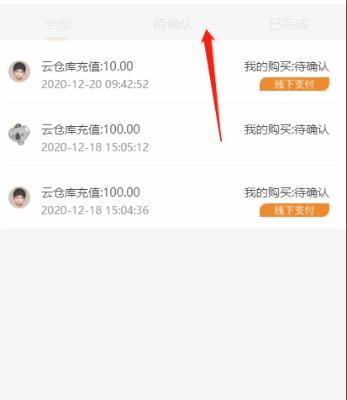 全部 待确认 已完成
云仓库充值:10.00 我的购买:待确认
2020-12-20 09:42:52 线下支付
云仓库充值:100.00 我的购买:待确认
2020-12-18 15:05:12
云仓库充值:100.00 我的购买:待确认
2020-12-18 15:04:36 线下支付